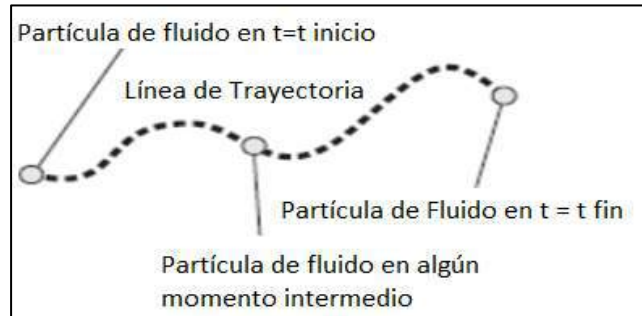 Partícula de fluido en t=t inicio
Línea de Trayectoria
Partícula de Fluido en t = t fin
Partícula de fluido en algún
momento intermedio